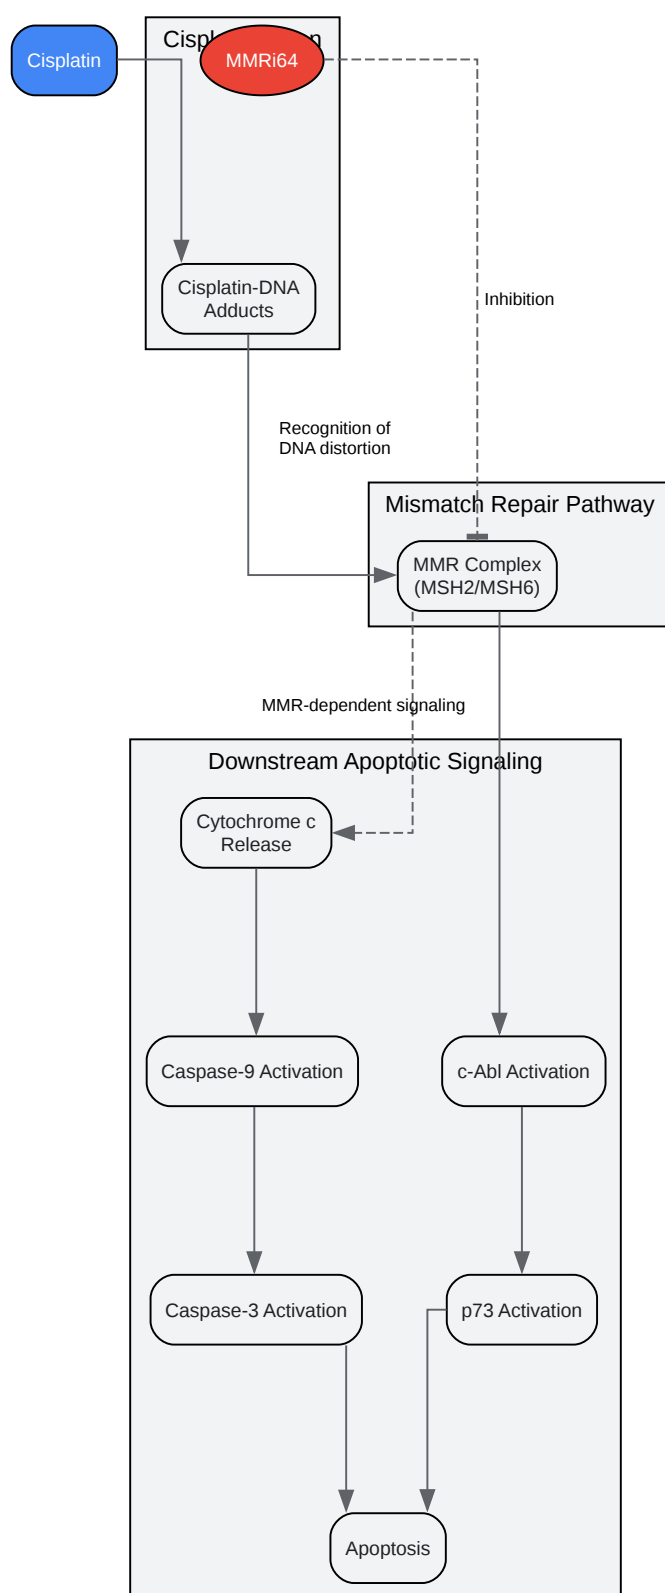 Cisplatin
MMRi64
Cisplatin-DNA
Adducts
Inhibition
Recognition of
DNA distortion
Mismatch Repair Pathway
MMR Complex
(MSH2/MSH6)
MMR-dependent signaling
Downstream Apoptotic Signaling
Cytochrome c
Release
Caspase-9 Activation
c-Abl Activation
Caspase-3 Activation
p73 Activation
Apoptosis